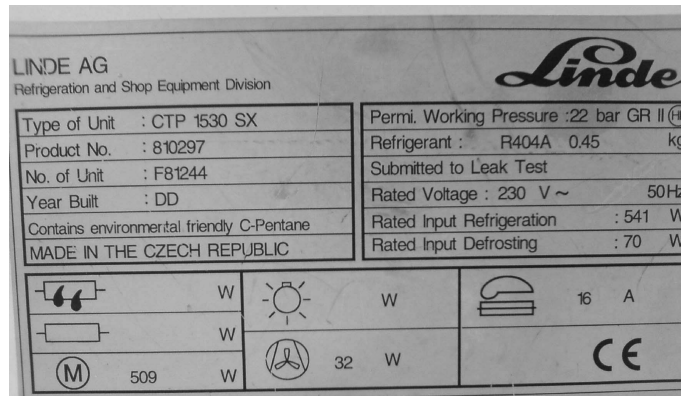 LINDE AG
Refrigeration and Shop Equipment Division
Linde
Type of Unit : CTP 1530 SX
Product No. : 810297
No. of Unit : F81244
Year Built : DD
Contains environmental friendly C-Pentane
MADE IN THE CZECH REPUBLIC
Permi. Working Pressure :22 bar GR II
Refrigerant : R404A 0.45 kg
Submitted to Leak Test
Rated Voltage : 230 V ~ 50Hz
Rated Input Refrigeration : 541 W
Rated Input Defrosting : 70 W
W
W
M 509 W
W
32 W
16 A
CE